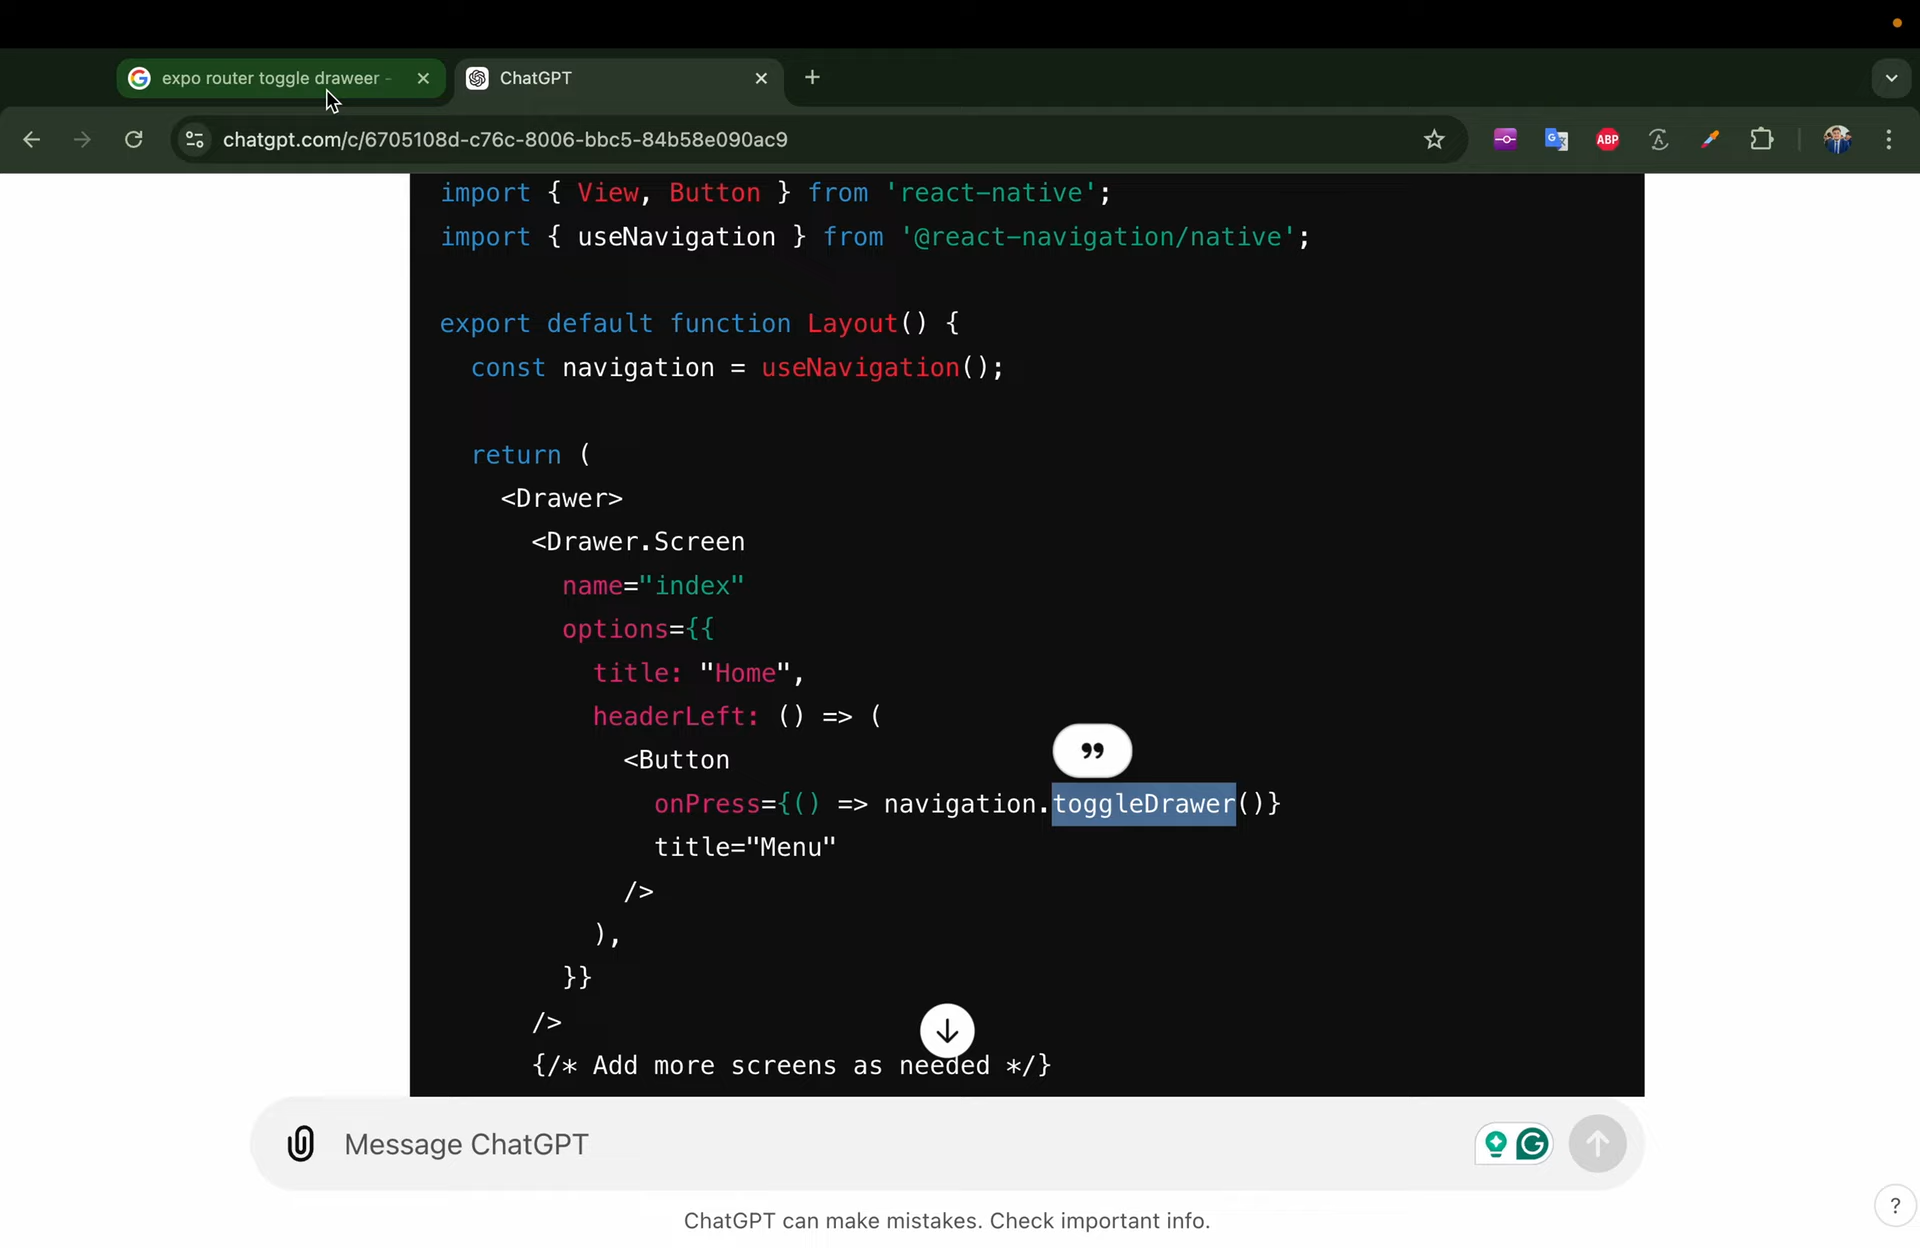 expo router toggle draweer -
ChatGPT
chatgpt.com/c/6705108d-c76c-8006-bbc5-84b58e090ac9
ABP
import { View, Button } from 'react-native';
import { useNavigation } from '@react-navigation/native';
export default function Layout() {
const navigation = useNavigation();
return (
<Drawer>
<Drawer.Screen
name="index"
options={{
title: "Home",
headerLeft: () => (
<Button
onPress={() => navigation.toggleDrawer()}
title="Menu"
/>
),
}}
/>
{/* Add more screens as needed */}
Message ChatGPT
ChatGPT can make mistakes. Check important info.
?